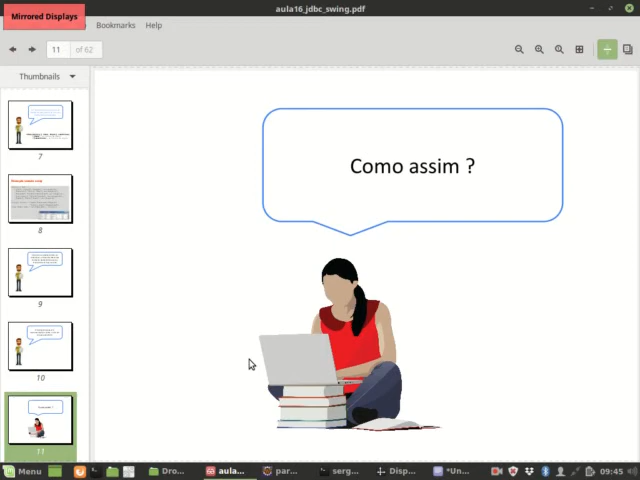 aula16_jdbc_swing.pdf
Mirrored Displays
Bookmarks Help
11 of 62
Thumbnails
Como assim ?
7
8
9
10
11
Menu
Dro...
aula...
par...
serg...
Disp...
*Un...
09:45